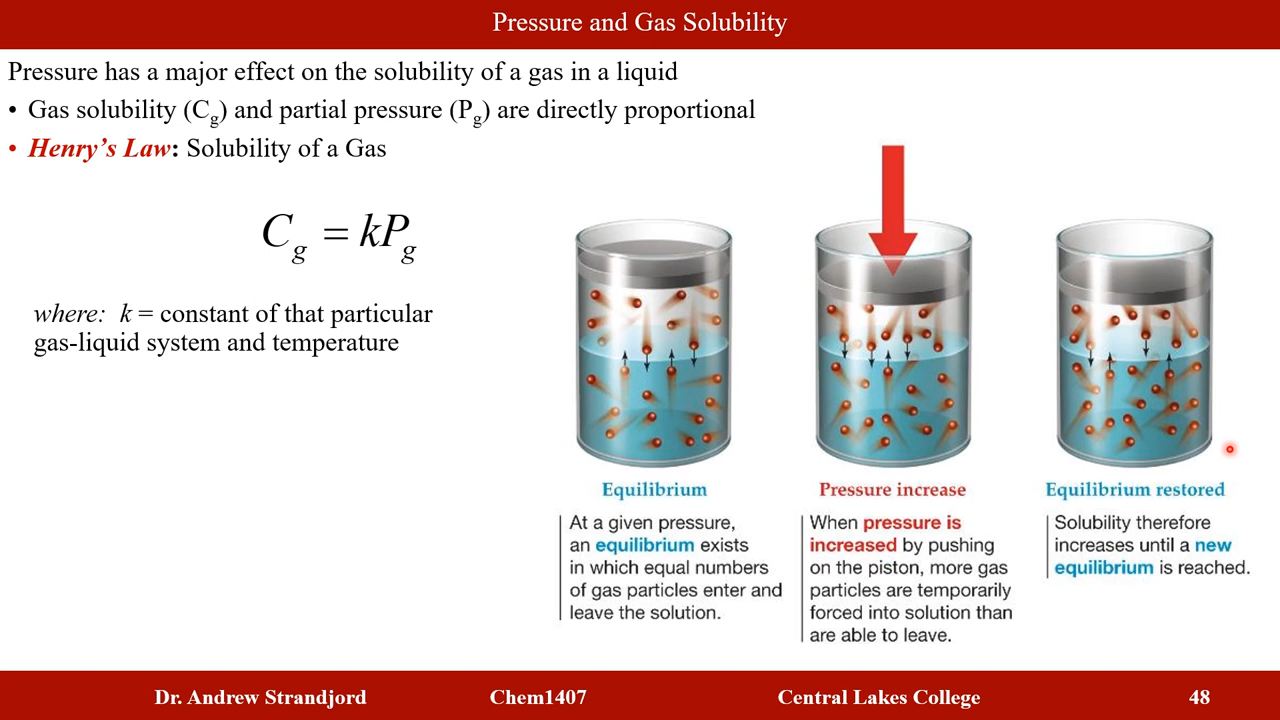 Pressure and Gas Solubility
Pressure has a major effect on the solubility of a gas in a liquid
• Gas solubility (Cg) and partial pressure (Pg) are directly proportional
• Henry’s Law: Solubility of a Gas
Cg = kPg
where: k = constant of that particular
gas-liquid system and temperature
Equilibrium
At a given pressure,
an equilibrium exists
in which equal numbers
of gas particles enter and
leave the solution.
Pressure increase
When pressure is
increased by pushing
on the piston, more gas
particles are temporarily
forced into solution than
are able to leave.
Equilibrium restored
Solubility therefore
increases until a new
equilibrium is reached.
Dr. Andrew Strandjord Chem1407 Central Lakes College 48